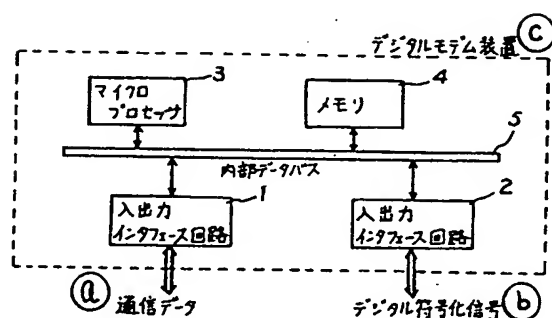 デジタルモデム装置 ⓒ
3
マイクロ
プロセッサ
4
メモリ
5
内部データバス
1
入出力
インタフェース回路
2
入出力
インタフェース回路
ⓐ 通信データ
デジタル符号化信号 ⓑ